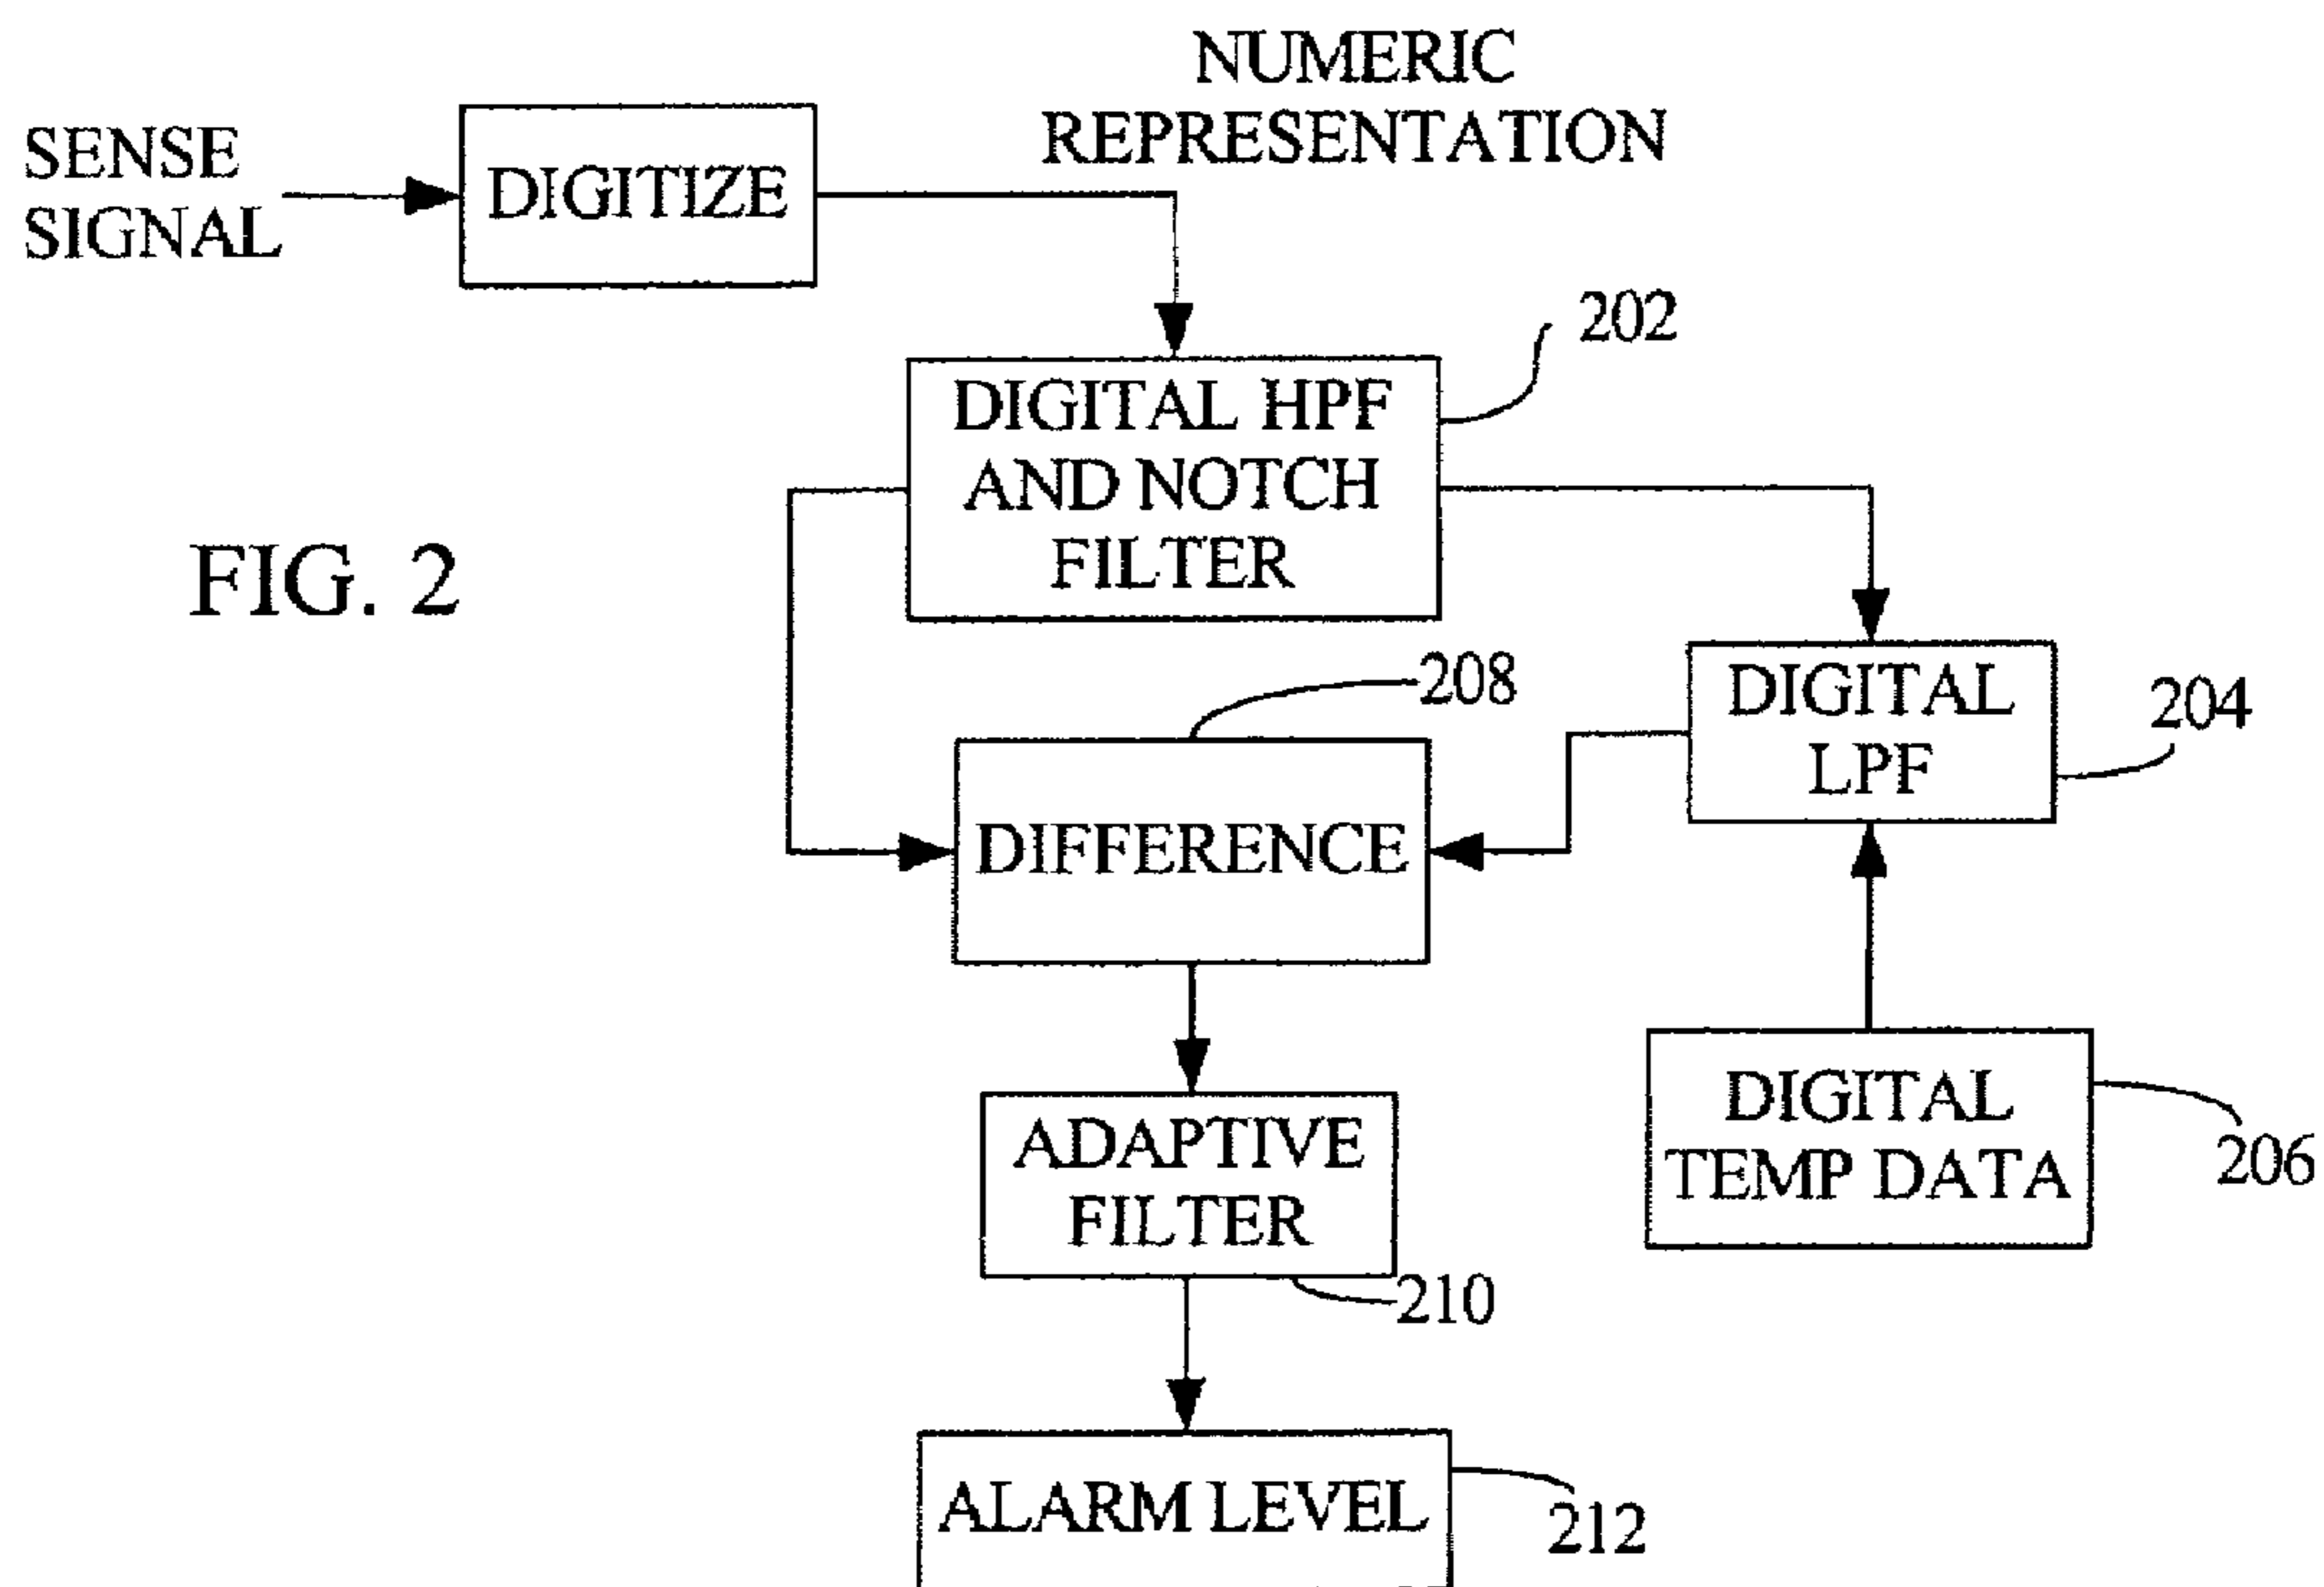 NUMERIC
REPRESENTATION
SENSE
SIGNAL
DIGITIZE
202
DIGITAL HPF
AND NOTCH
FILTER
FIG. 2
208
DIGITAL
LPF
204
DIFFERENCE
DIGITAL
TEMP DATA
206
ADAPTIVE
FILTER
210
ALARM LEVEL
212